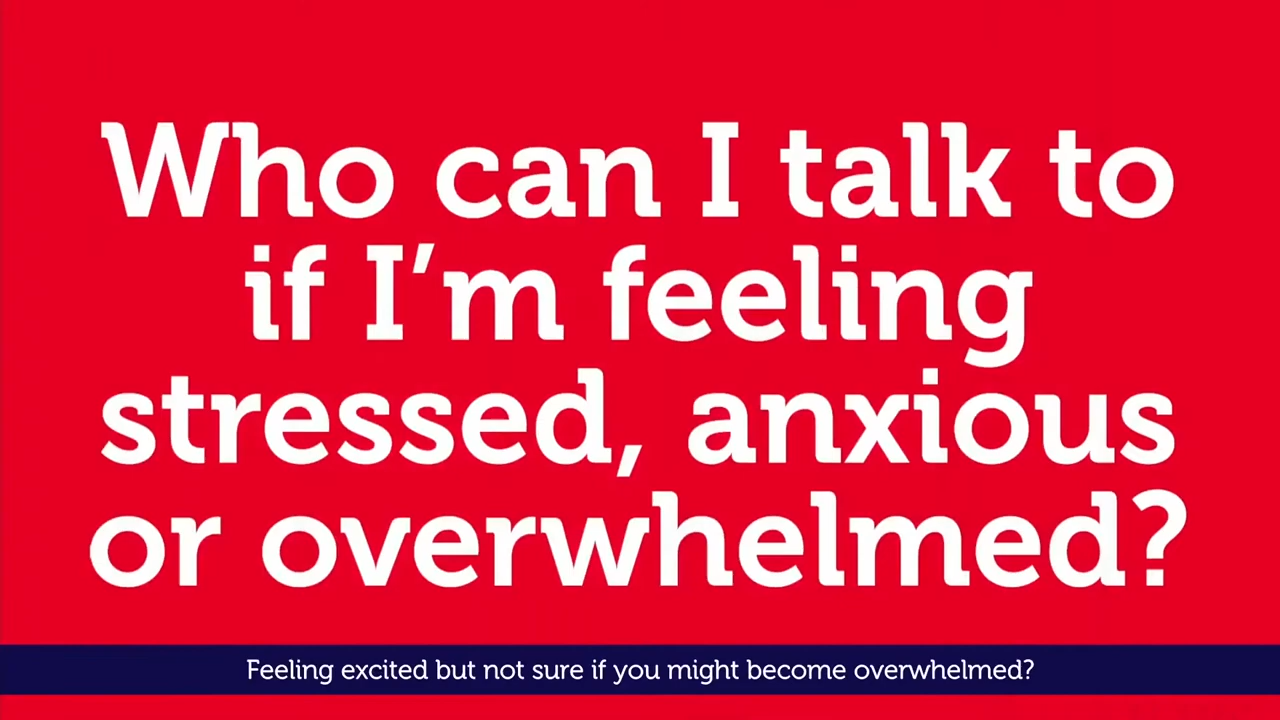 Who can I talk to
if I’m feeling
stressed, anxious
or overwhelmed?
Feeling excited but not sure if you might become overwhelmed?